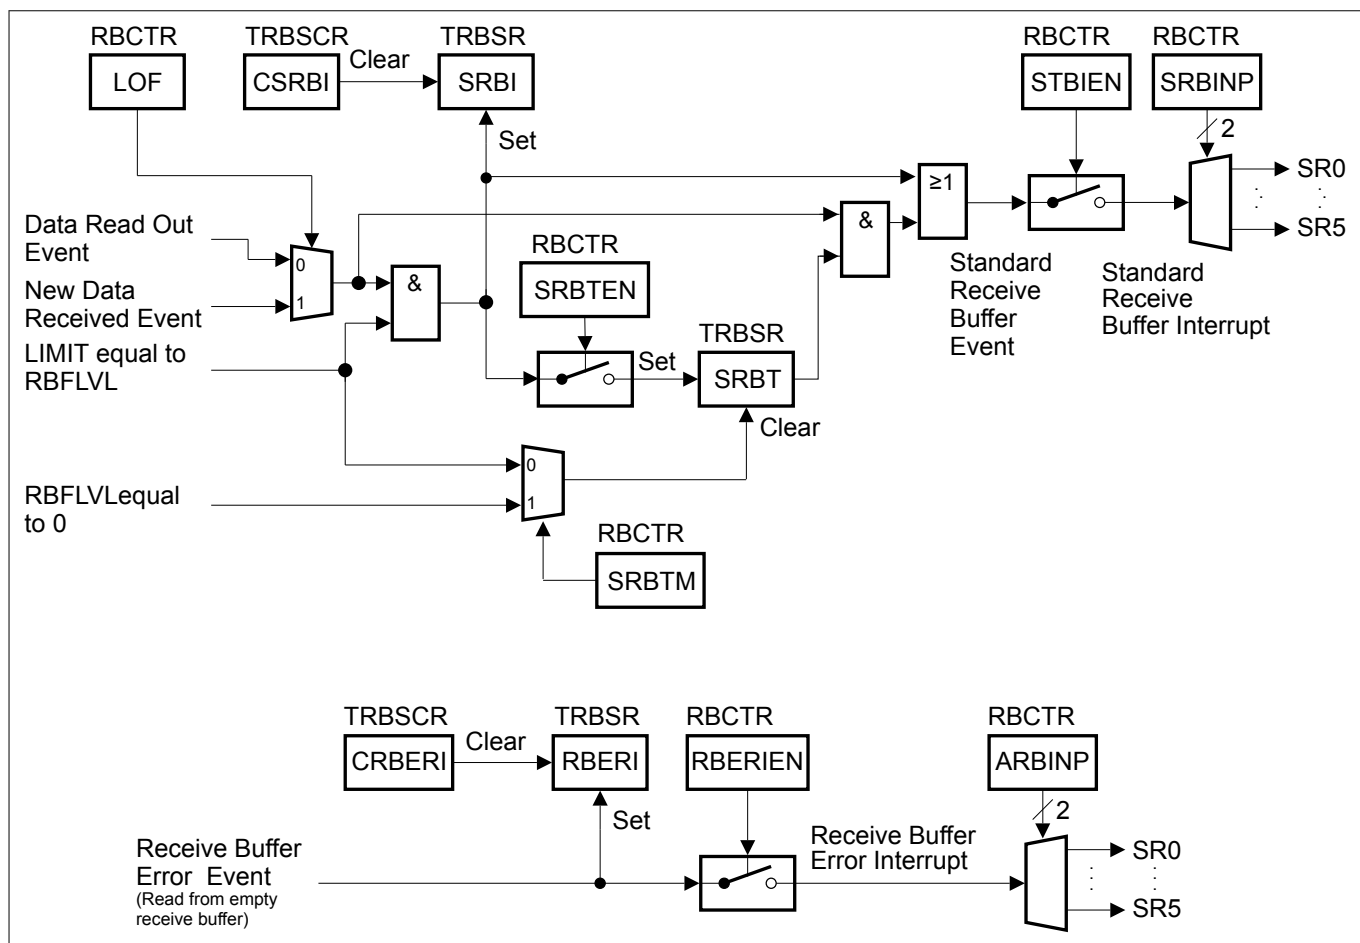 RBCTR
LOF
TRBSCR
CSRBI
Clear
TRBSR
SRBI
Set
RBCTR
STBIEN
RBCTR
SRBINP
2
SR0
SR5
≥1
&
Data Read Out
Event
0
New Data
Received Event
1
&
LIMIT equal to
RBFLVL
RBCTR
SRBTEN
Set
TRBSR
SRBT
Clear
Standard
Receive
Buffer
Event
Standard
Receive
Buffer Interrupt
0
RBFLVLequal
to 0
1
RBCTR
SRBTM
TRBSCR
CRBERI
Clear
TRBSR
RBERI
Set
RBCTR
RBERIEN
RBCTR
ARBINP
2
Receive Buffer
Error Event
(Read from empty
receive buffer)
Receive Buffer
Error Interrupt
SR0
SR5